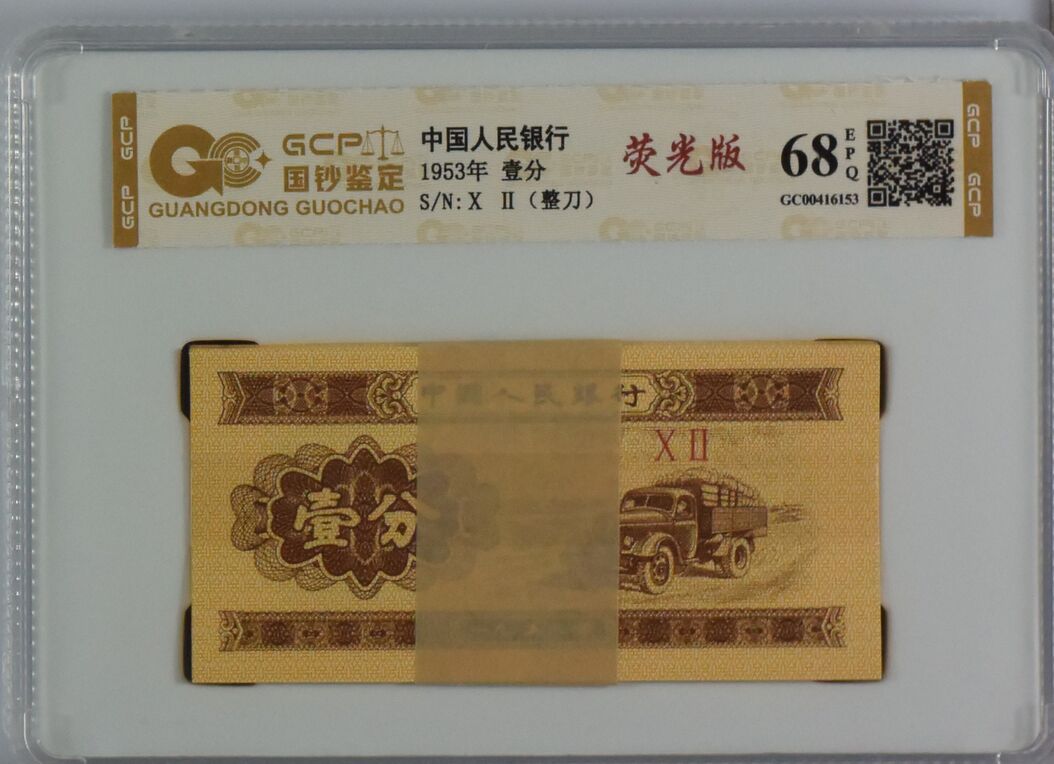 GCP
国钞鉴定
GUANGDONG GUOCHAO
中国人民银行
1953年 壹分
S/N: X Ⅱ（整刀）
荧光版
68
EPQ
GC00416153
GCP
GCP
GCP
GCP
中国人民银行
X Ⅱ
壹分